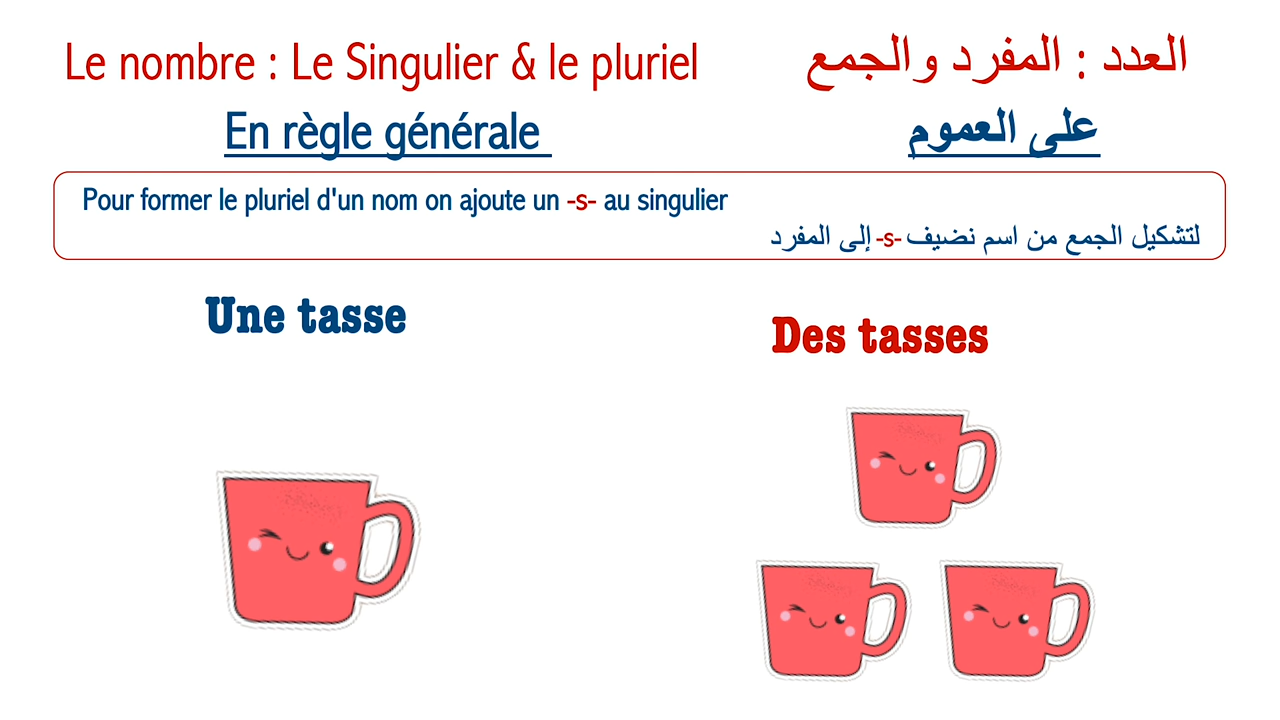 Le nombre : Le Singulier & le pluriel
العدد : المفرد والجمع
En règle générale
على العموم
Pour former le pluriel d'un nom on ajoute un -s- au singulier
لتشكيل الجمع من اسم نضيف -s- إلى المفرد
Une tasse
Des tasses